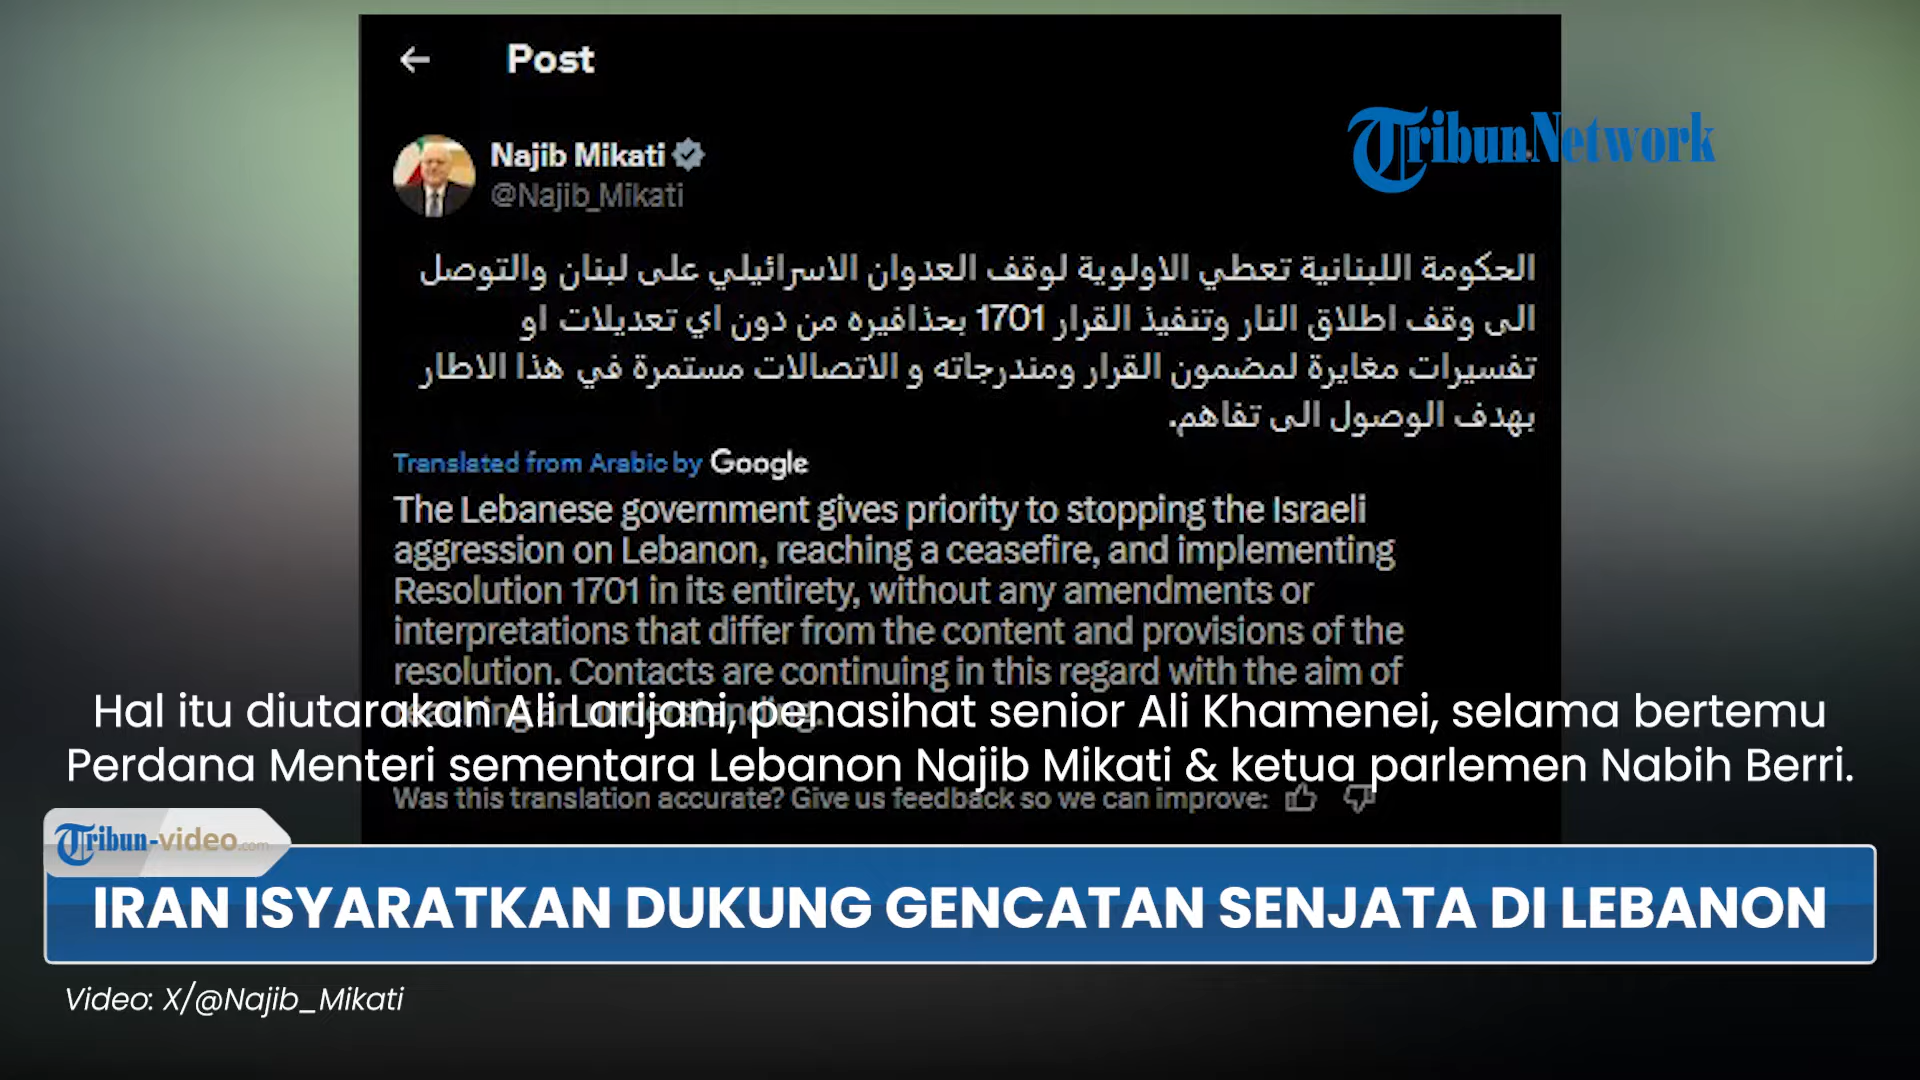 Post
TribunNetwork
Najib Mikati
@Najib_Mikati
الحكومة اللبنانية تعطي الاولوية لوقف العدوان الاسرائيلي على لبنان والتوصل
الى وقف اطلاق النار وتنفيذ القرار 1701 بحذافيره من دون اي تعديلات او
تفسيرات مغايرة لمضمون القرار ومندرجاته و الاتصالات مستمرة في هذا الاطار
بهدف الوصول الى تفاهم.
Translated from Arabic by Google
The Lebanese government gives priority to stopping the Israeli
aggression on Lebanon, reaching a ceasefire, and implementing
Resolution 1701 in its entirety, without any amendments or
interpretations that differ from the content and provisions of the
resolution. Contacts are continuing in this regard with the aim of
reaching an understanding.
Hal itu diutarakan Ali Larijani, penasihat senior Ali Khamenei, selama bertemu
Perdana Menteri sementara Lebanon Najib Mikati & ketua parlemen Nabih Berri.
Was this translation accurate? Give us feedback so we can improve:
Tribun-video.com
IRAN ISYARATKAN DUKUNG GENCATAN SENJATA DI LEBANON
Video: X/@Najib_Mikati